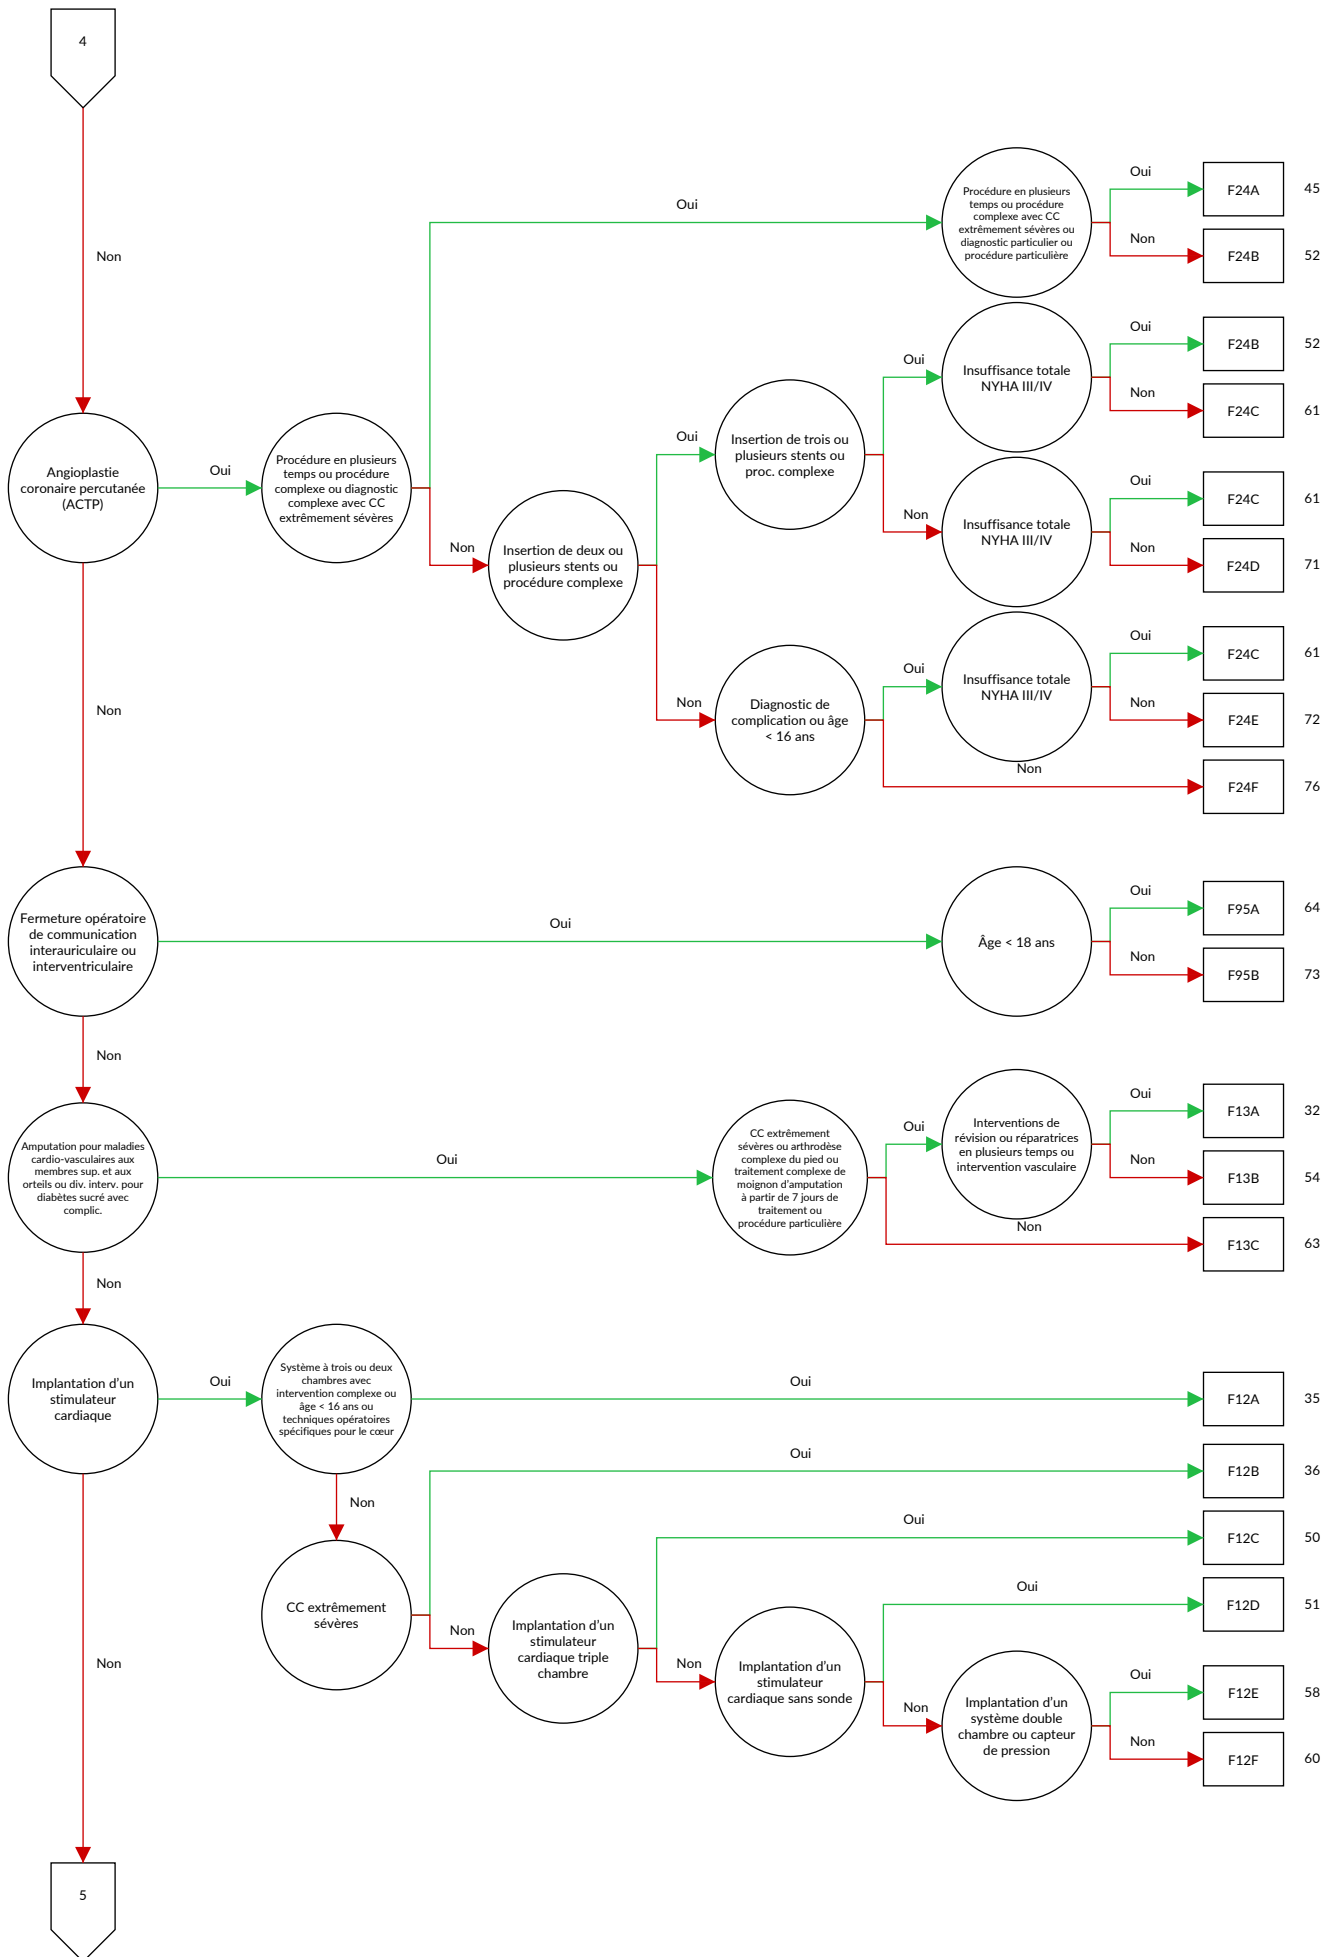 4
Non
Angioplastie
coronaire percutanée
(ACTP)
Oui
Procédure en plusieurs
temps ou procédure
complexe ou diagnostic
complexe avec CC
extrêmement sévères
Oui
Procédure en plusieurs
temps ou procédure
complexe avec CC
extrêmement sévères ou
diagnostic particulier ou
procédure particulière
Oui
F24A 45
Non
F24B 52
Non
Insertion de deux ou
plusieurs stents ou
procédure complexe
Oui
Insertion de trois ou
plusieurs stents ou
proc. complexe
Oui
Insuffisance totale
NYHA III/IV
Oui
F24B 52
Non
F24C 61
Non
Insuffisance totale
NYHA III/IV
Oui
F24C 61
Non
F24D 71
Non
Diagnostic de
complication ou âge
< 16 ans
Oui
Insuffisance totale
NYHA III/IV
Oui
F24C 61
Non
F24E 72
Non
F24F 76
Non
Fermeture opératoire
de communication
interauriculaire ou
interventriculaire
Oui
Âge < 18 ans
Oui
F95A 64
Non
F95B 73
Non
Amputation pour maladies
cardio-vasculaires aux
membres sup. et aux
orteils ou div. interv. pour
diabètes sucré avec
complic.
Oui
CC extrêmement
sévères ou arthrodèse
complexe du pied ou
traitement complexe de
moignon d’amputation
à partir de 7 jours de
traitement ou
procédure particulière
Oui
Interventions de
révision ou réparatrices
en plusieurs temps ou
intervention vasculaire
Oui
F13A 32
Non
F13B 54
Non
F13C 63
Non
Implantation d’un
stimulateur
cardiaque
Oui
Système à trois ou deux
chambres avec
intervention complexe ou
âge < 16 ans ou
techniques opératoires
spécifiques pour le cœur
Oui
F12A 35
Non
CC extrêmement
sévères
Oui
F12B 36
Non
Implantation d’un
stimulateur
cardiaque triple
chambre
Oui
F12C 50
Non
Implantation d’un
stimulateur
cardiaque sans sonde
Oui
F12D 51
Non
Implantation d’un
système double
chambre ou capteur
de pression
Oui
F12E 58
Non
F12F 60
Non
5